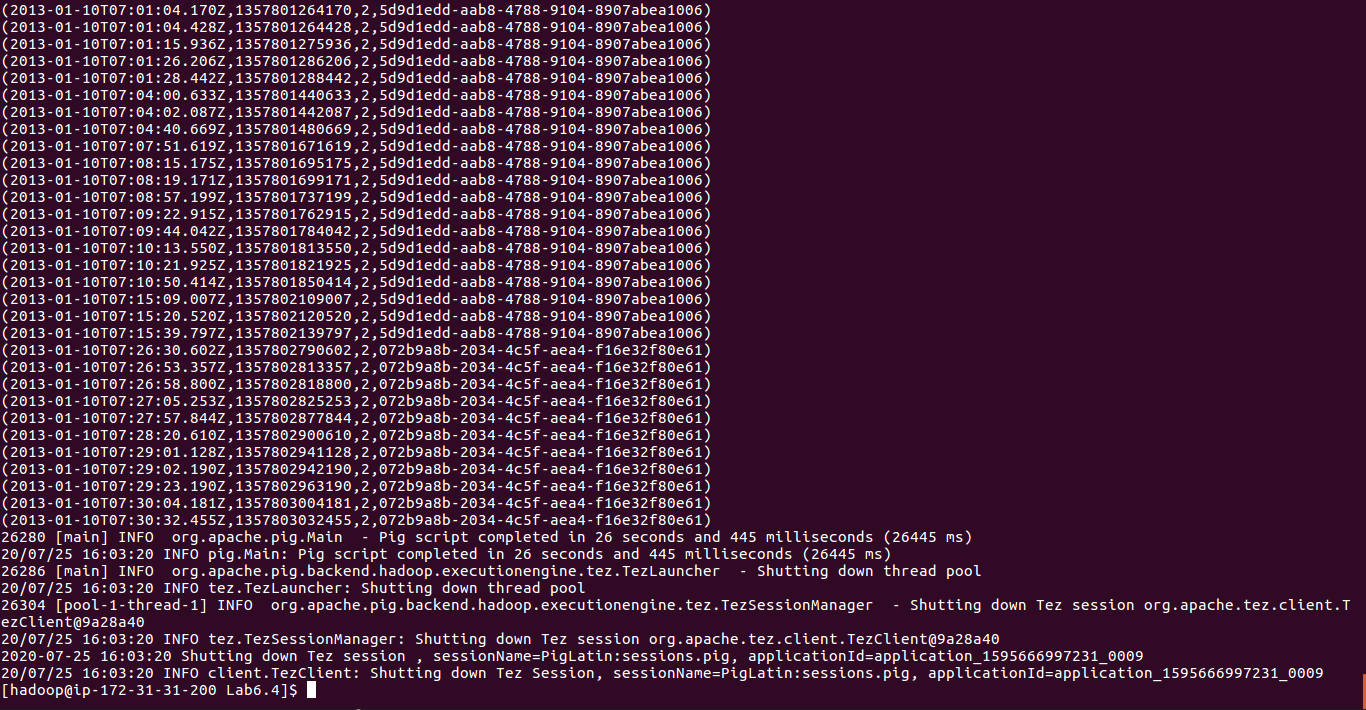 (2013-01-10T07:01:04.170Z,1357801264170,2,5d9d1edd-aab8-4788-9104-8907abea1006)
(2013-01-10T07:01:04.428Z,1357801264428,2,5d9d1edd-aab8-4788-9104-8907abea1006)
(2013-01-10T07:01:15.936Z,1357801275936,2,5d9d1edd-aab8-4788-9104-8907abea1006)
(2013-01-10T07:01:26.206Z,1357801286206,2,5d9d1edd-aab8-4788-9104-8907abea1006)
(2013-01-10T07:01:28.442Z,1357801288442,2,5d9d1edd-aab8-4788-9104-8907abea1006)
(2013-01-10T07:04:00.633Z,1357801440633,2,5d9d1edd-aab8-4788-9104-8907abea1006)
(2013-01-10T07:04:02.087Z,1357801442087,2,5d9d1edd-aab8-4788-9104-8907abea1006)
(2013-01-10T07:04:40.669Z,1357801480669,2,5d9d1edd-aab8-4788-9104-8907abea1006)
(2013-01-10T07:07:51.619Z,1357801671619,2,5d9d1edd-aab8-4788-9104-8907abea1006)
(2013-01-10T07:08:15.175Z,1357801695175,2,5d9d1edd-aab8-4788-9104-8907abea1006)
(2013-01-10T07:08:19.171Z,1357801699171,2,5d9d1edd-aab8-4788-9104-8907abea1006)
(2013-01-10T07:08:57.199Z,1357801737199,2,5d9d1edd-aab8-4788-9104-8907abea1006)
(2013-01-10T07:09:22.915Z,1357801762915,2,5d9d1edd-aab8-4788-9104-8907abea1006)
(2013-01-10T07:09:44.042Z,1357801784042,2,5d9d1edd-aab8-4788-9104-8907abea1006)
(2013-01-10T07:10:13.550Z,1357801813550,2,5d9d1edd-aab8-4788-9104-8907abea1006)
(2013-01-10T07:10:21.925Z,1357801821925,2,5d9d1edd-aab8-4788-9104-8907abea1006)
(2013-01-10T07:10:50.414Z,1357801850414,2,5d9d1edd-aab8-4788-9104-8907abea1006)
(2013-01-10T07:15:09.007Z,1357802109007,2,5d9d1edd-aab8-4788-9104-8907abea1006)
(2013-01-10T07:15:20.520Z,1357802120520,2,5d9d1edd-aab8-4788-9104-8907abea1006)
(2013-01-10T07:15:39.797Z,1357802139797,2,5d9d1edd-aab8-4788-9104-8907abea1006)
(2013-01-10T07:26:30.602Z,1357802790602,2,072b9a8b-2034-4c5f-aea4-f16e32f80e61)
(2013-01-10T07:26:53.357Z,1357802813357,2,072b9a8b-2034-4c5f-aea4-f16e32f80e61)
(2013-01-10T07:26:58.800Z,1357802818800,2,072b9a8b-2034-4c5f-aea4-f16e32f80e61)
(2013-01-10T07:27:05.253Z,1357802825253,2,072b9a8b-2034-4c5f-aea4-f16e32f80e61)
(2013-01-10T07:27:57.844Z,1357802877844,2,072b9a8b-2034-4c5f-aea4-f16e32f80e61)
(2013-01-10T07:28:20.610Z,1357802900610,2,072b9a8b-2034-4c5f-aea4-f16e32f80e61)
(2013-01-10T07:29:01.128Z,1357802941128,2,072b9a8b-2034-4c5f-aea4-f16e32f80e61)
(2013-01-10T07:29:02.190Z,1357802942190,2,072b9a8b-2034-4c5f-aea4-f16e32f80e61)
(2013-01-10T07:29:23.190Z,1357802963190,2,072b9a8b-2034-4c5f-aea4-f16e32f80e61)
(2013-01-10T07:30:04.181Z,1357803004181,2,072b9a8b-2034-4c5f-aea4-f16e32f80e61)
(2013-01-10T07:30:32.455Z,1357803032455,2,072b9a8b-2034-4c5f-aea4-f16e32f80e61)
26280 [main] INFO  org.apache.pig.Main  - Pig script completed in 26 seconds and 445 milliseconds (26445 ms)
20/07/25 16:03:20 INFO pig.Main: Pig script completed in 26 seconds and 445 milliseconds (26445 ms)
26286 [main] INFO  org.apache.pig.backend.hadoop.executionengine.tez.TezLauncher  - Shutting down thread pool
20/07/25 16:03:20 INFO tez.TezLauncher: Shutting down thread pool
26304 [pool-1-thread-1] INFO  org.apache.pig.backend.hadoop.executionengine.tez.TezSessionManager  - Shutting down Tez session org.apache.tez.client.T
ezClient@9a28a40
20/07/25 16:03:20 INFO tez.TezSessionManager: Shutting down Tez session org.apache.tez.client.TezClient@9a28a40
2020-07-25 16:03:20 Shutting down Tez session , sessionName=PigLatin:sessions.pig, applicationId=application_1595666997231_0009
20/07/25 16:03:20 INFO client.TezClient: Shutting down Tez Session, sessionName=PigLatin:sessions.pig, applicationId=application_1595666997231_0009
[hadoop@ip-172-31-31-200 Lab6.4]$